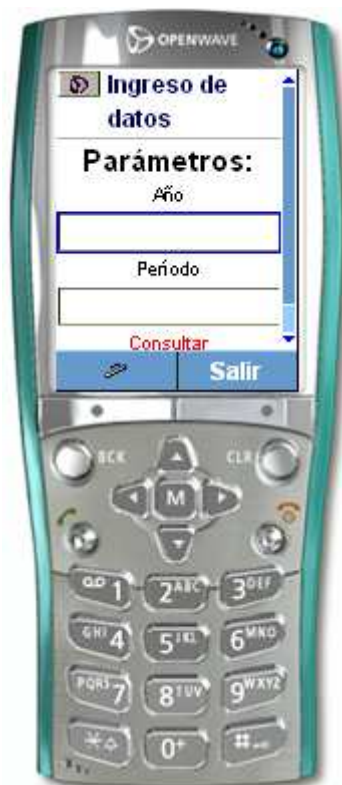 OPENWAVE
Ingreso de
datos
Parámetros:
Año
Período
Consultar
Salir
BCK
CLR
M
1 2ABC 3DEF
GHI4 5JKL 6MNO
PQRS7 8TUV 9WXYZ
* 0+ #